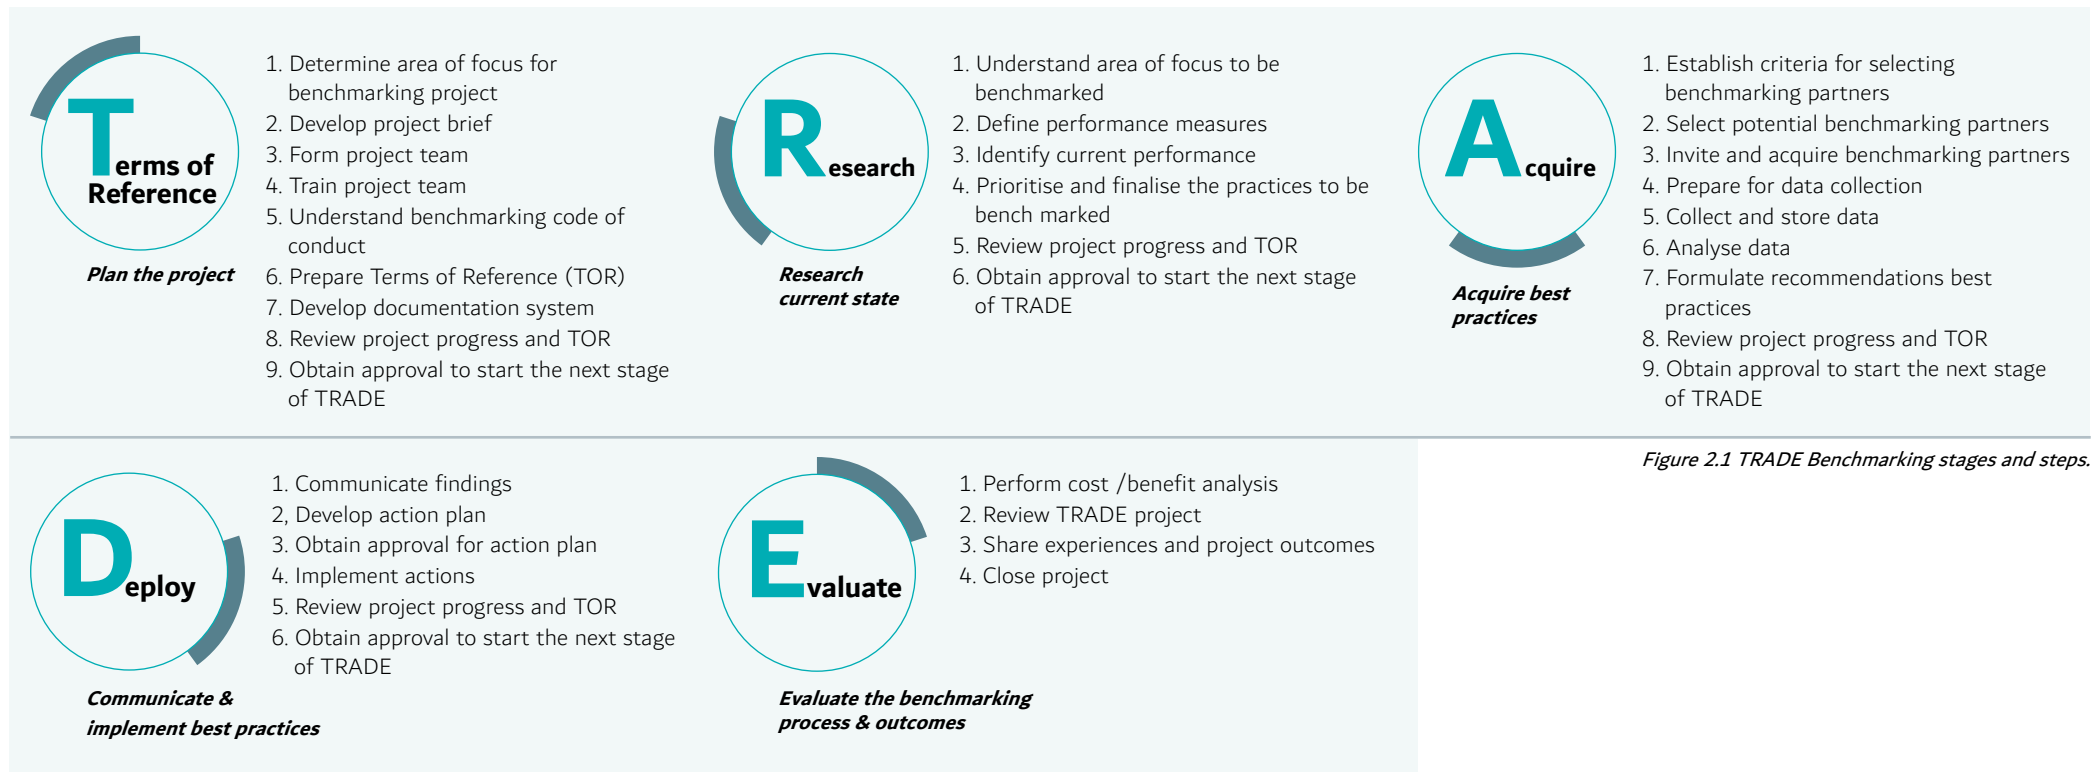 Terms of
Reference
Plan the project
1. Determine area of focus for
benchmarking project
2. Develop project brief
3. Form project team
4. Train project team
5. Understand benchmarking code of
conduct
6. Prepare Terms of Reference (TOR)
7. Develop documentation system
8. Review project progress and TOR
9. Obtain approval to start the next stage
of TRADE
Research
Research
current state
1. Understand area of focus to be
benchmarked
2. Define performance measures
3. Identify current performance
4. Prioritise and finalise the practices to be
bench marked
5. Review project progress and TOR
6. Obtain approval to start the next stage
of TRADE
Acquire
Acquire best
practices
1. Establish criteria for selecting
benchmarking partners
2. Select potential benchmarking partners
3. Invite and acquire benchmarking partners
4. Prepare for data collection
5. Collect and store data
6. Analyse data
7. Formulate recommendations best
practices
8. Review project progress and TOR
9. Obtain approval to start the next stage
of TRADE
Deploy
Communicate &
implement best practices
1. Communicate findings
2, Develop action plan
3. Obtain approval for action plan
4. Implement actions
5. Review project progress and TOR
6. Obtain approval to start the next stage
of TRADE
Evaluate
Evaluate the benchmarking
process & outcomes
1. Perform cost /benefit analysis
2. Review TRADE project
3. Share experiences and project outcomes
4. Close project
Figure 2.1 TRADE Benchmarking stages and steps.